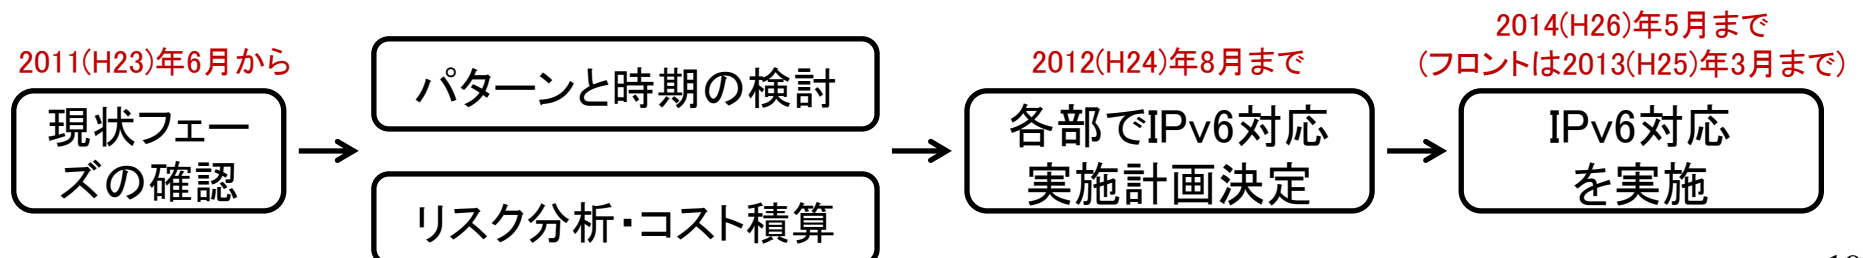 2011(H23)年6月から
現状フェー
ズの確認
パターンと時期の検討
リスク分析・コスト積算
2012(H24)年8月まで
各部でIPv6対応
実施計画決定
2014(H26)年5月まで
(フロントは2013(H25)年3月まで)
IPv6対応
を実施